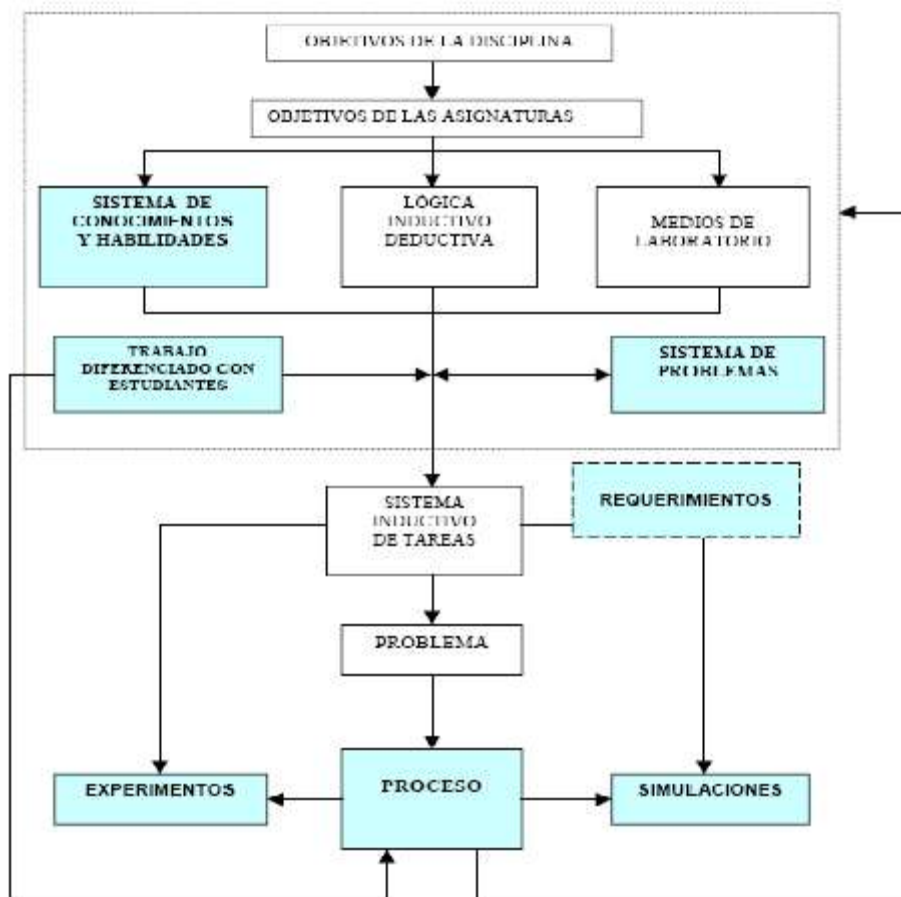 OBJETIVOS DE LA DISCIPLINA
OBJETIVOS DE LAS ASIGNATURAS
SISTEMA DE
CONOCIMIENTOS
Y HABILIDADES
LÓGICA
INDUCTIVO
DEDUCTIVA
MEDIOS DE
LABORATORIO
TRABAJO
DIFERENCIADO CON
ESTUDIANTES
SISTEMA DE
PROBLEMAS
SISTEMA
INDUCTIVO
DE TAREAS
REQUERIMIENTOS
PROBLEMA
EXPERIMENTOS
PROCESO
SIMULACIONES